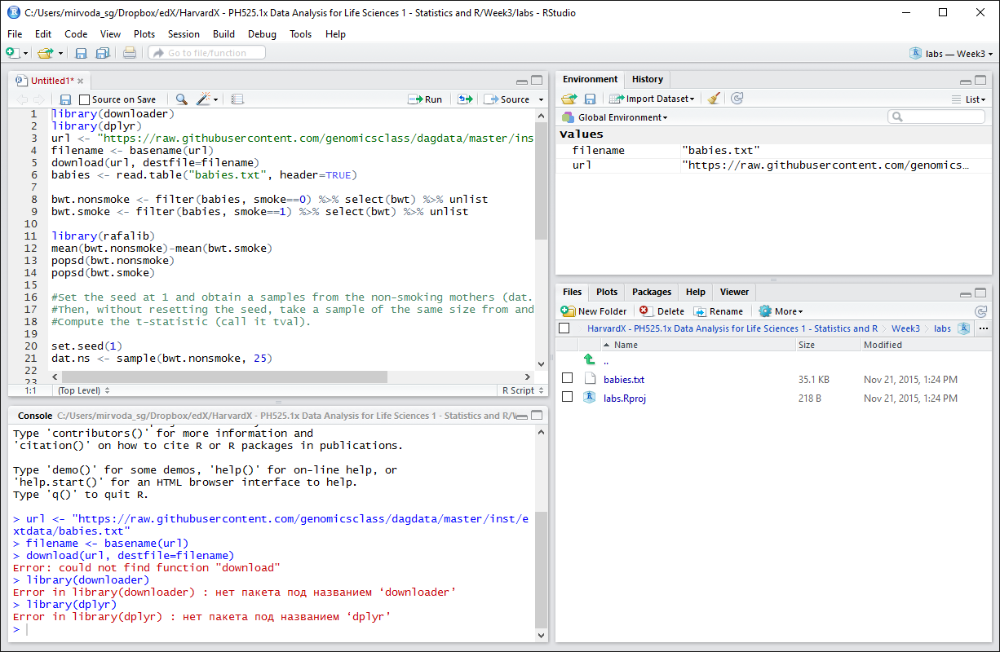 C:/Users/mirvoda_sg/Dropbox/edX/HarvardX - PH525.1x Data Analysis for Life Sciences 1 - Statistics and R/Week3/labs - RStudio
File Edit Code View Plots Session Build Debug Tools Help
Go to file/function
labs — Week3
Untitled1*
Source on Save
Run
Source
1 library(downloader)
2 library(dplyr)
3 url <- "https://raw.githubusercontent.com/genomicsclass/dagdata/master/ins
4 filename <- basename(url)
5 download(url, destfile=filename)
6 babies <- read.table("babies.txt", header=TRUE)
7
8 bwt.nonsmoke <- filter(babies, smoke==0) %>% select(bwt) %>% unlist
9 bwt.smoke <- filter(babies, smoke==1) %>% select(bwt) %>% unlist
10
11 library(rafalib)
12 mean(bwt.nonsmoke)-mean(bwt.smoke)
13 popsd(bwt.nonsmoke)
14 popsd(bwt.smoke)
15
16 #Set the seed at 1 and obtain a samples from the non-smoking mothers (dat.
17 #Then, without resetting the seed, take a sample of the same size from and
18 #Compute the t-statistic (call it tval).
19
20 set.seed(1)
21 dat.ns <- sample(bwt.nonsmoke, 25)
22
23
1:1 (Top Level) R Script
Console C:/Users/mirvoda_sg/Dropbox/edX/HarvardX - PH525.1x Data Analysis for Life Sciences 1 - Statistics and R/W
Type 'contributors()' for more information and
'citation()' on how to cite R or R packages in publications.
Type 'demo()' for some demos, 'help()' for on-line help, or
'help.start()' for an HTML browser interface to help.
Type 'q()' to quit R.
> url <- "https://raw.githubusercontent.com/genomicsclass/dagdata/master/inst/e
xtdata/babies.txt"
> filename <- basename(url)
> download(url, destfile=filename)
Error: could not find function "download"
> library(downloader)
Error in library(downloader) : нет пакета под названием ‘downloader’
> library(dplyr)
Error in library(dplyr) : нет пакета под названием ‘dplyr’
>
Environment History
Import Dataset
List
Global Environment
Values
filename "babies.txt"
url "https://raw.githubusercontent.com/genomics…
Files Plots Packages Help Viewer
New Folder Delete Rename More
HarvardX - PH525.1x Data Analysis for Life Sciences 1 - Statistics and R Week3 labs ...
Name Size Modified
..
babies.txt 35.1 KB Nov 21, 2015, 1:24 PM
labs.Rproj 218 B Nov 21, 2015, 1:24 PM